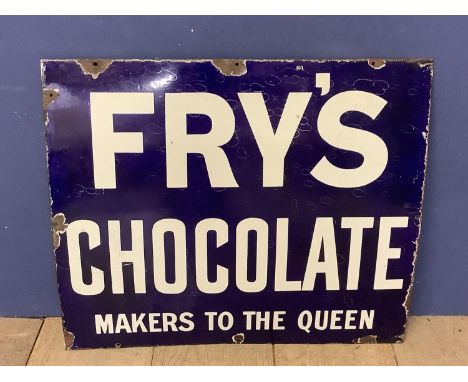 FRY'S
CHOCOLATE
MAKERS TO THE QUEEN